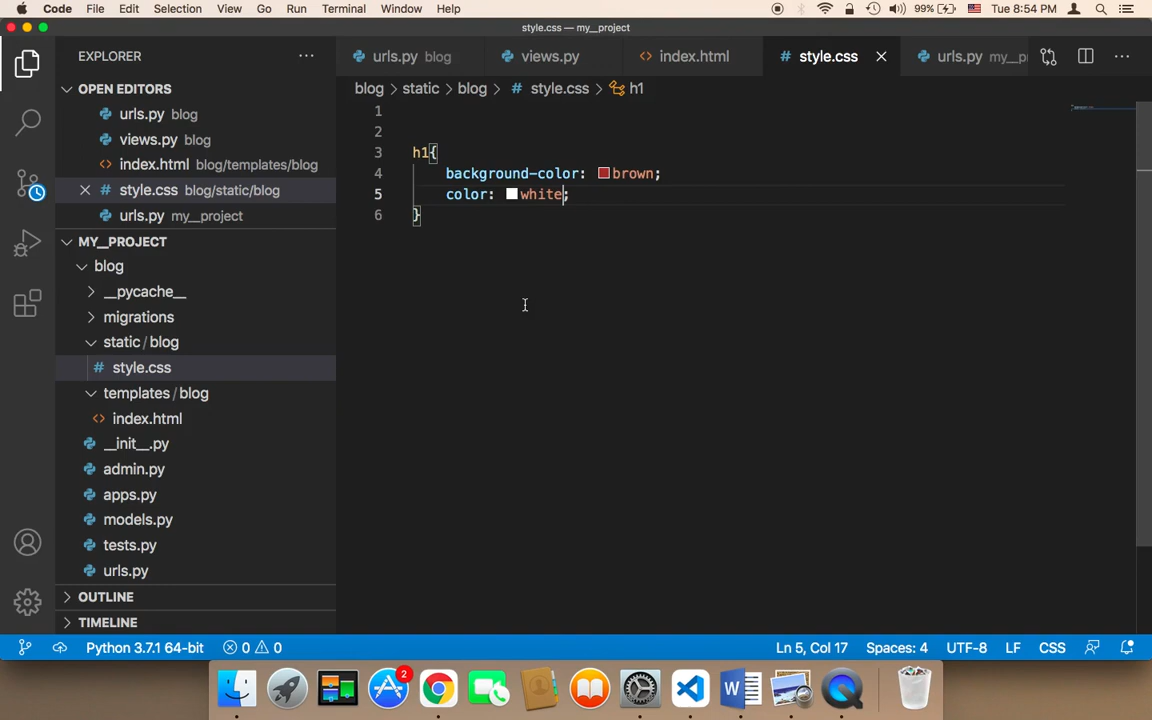 Code File Edit Selection View Go Run Terminal Window Help 99% Tue 8:54 PM
style.css — my__project
EXPLORER
urls.py blog
views.py
index.html
style.css
urls.py my__p
OPEN EDITORS
blog > static > blog > # style.css > h1
urls.py blog
views.py blog
index.html blog/templates/blog
style.css blog/static/blog
urls.py my__project
1
2
3 h1{
4 background-color: brown;
5 color: white;
6 }
MY__PROJECT
blog
__pycache__
migrations
static / blog
# style.css
templates / blog
<> index.html
__init__.py
admin.py
apps.py
models.py
tests.py
urls.py
OUTLINE
TIMELINE
Python 3.7.1 64-bit 0 0 Ln 5, Col 17 Spaces: 4 UTF-8 LF CSS
2
W